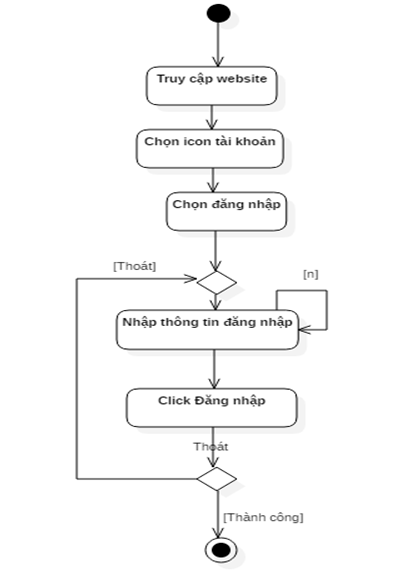 Truy cập website
Chọn icon tài khoản
Chọn đăng nhập
[Thoát]
[n]
Nhập thông tin đăng nhập
Click Đăng nhập
Thoát
[Thành công]